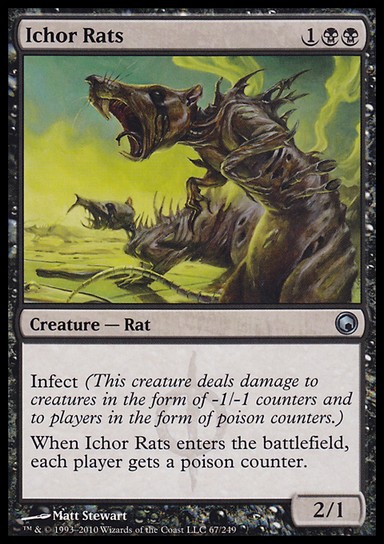 Ichor Rats 1
Creature — Rat
Infect (This creature deals damage to
creatures in the form of -1/-1 counters and
to players in the form of poison counters.)
When Ichor Rats enters the battlefield,
each player gets a poison counter.
Matt Stewart
™ & © 1993–2010 Wizards of the Coast LLC 67/249
2/1